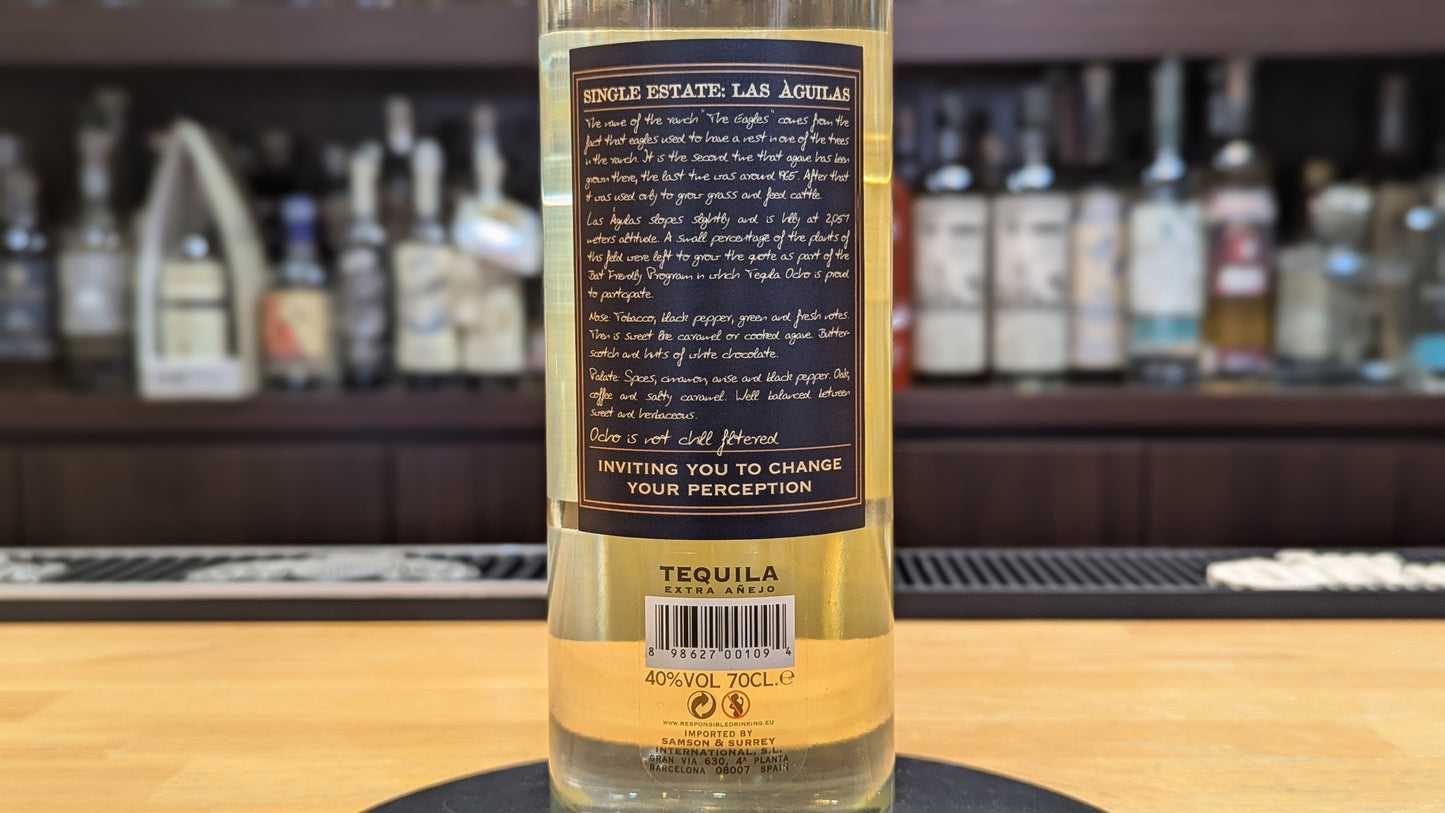 SINGLE ESTATE: LAS ÀGUILAS
The name of the ranch "The Eagles" comes from the
fact that eagles used to have a rest in one of the trees
in the ranch. It is the second time that agave has been
grown there, the last time was around 1965. After that
it was used only to grow grass and feed cattle.
Las Àguilas slopes slightly and is hilly at 2,057
meters altitude. A small percentage of the plants of
this field were left to grow the quiote as part of the
Bat Friendly Program in which Tequila Ocho is proud
to participate.
Nose: Tobacco, black pepper, green and fresh notes.
Then is sweet like caramel or cooked agave. Butter-
scotch and hints of white chocolate.
Palate: Spices, cinnamon, anise and black pepper. Oak,
coffee and salty caramel. Well balanced between
sweet and herbaceous.
Ocho is not chill filtered
INVITING YOU TO CHANGE
YOUR PERCEPTION
TEQUILA
EXTRA AÑEJO
8 98627 00109 4
40%VOL 70CL.℮
WWW.RESPONSIBLEDRINKING.EU
IMPORTED BY
SAMSON & SURREY
INTERNATIONAL, S.L.
GRAN VIA 630, 4ª PLANTA
BARCELONA 08007 SPAIN